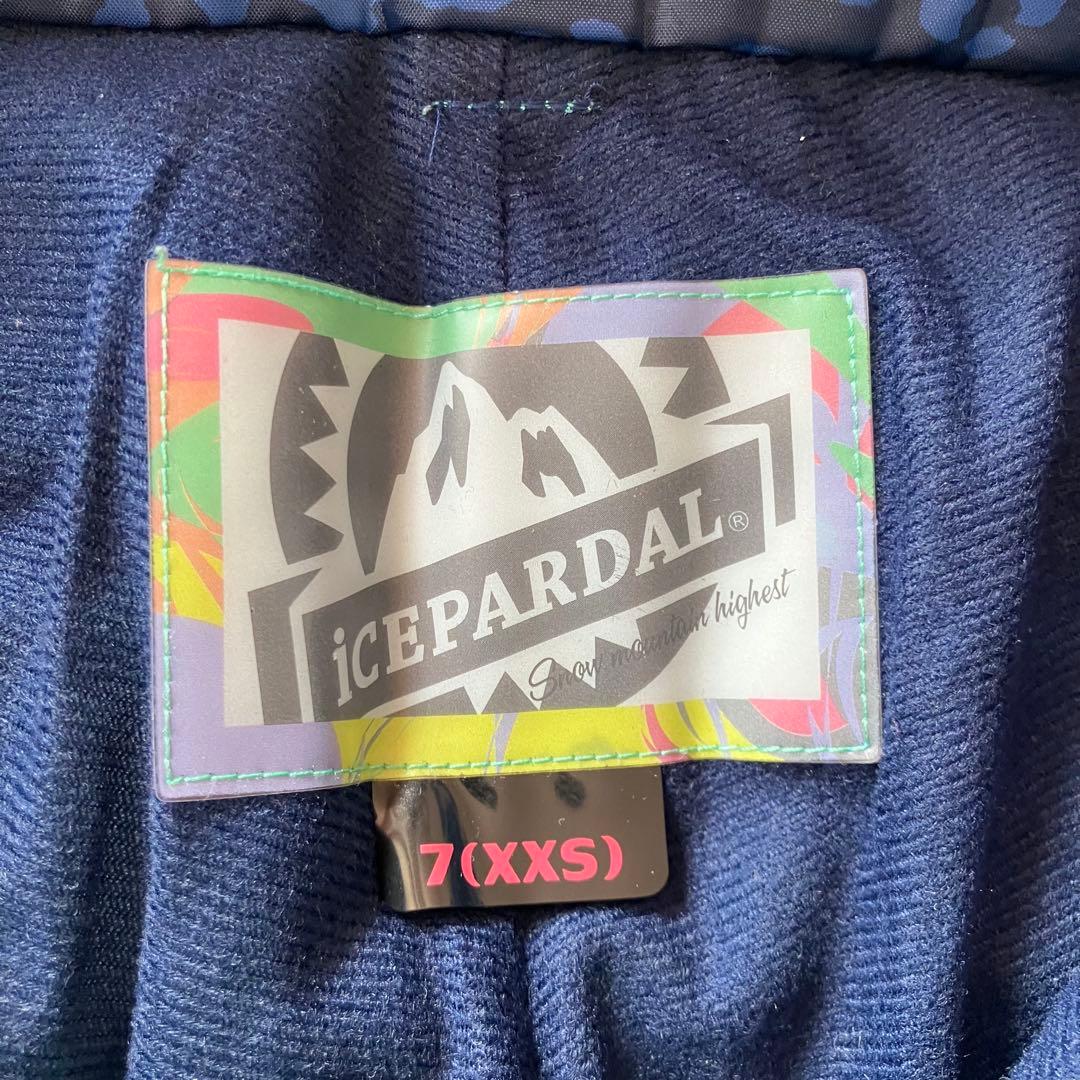 iCEPARDAL®
Snow mountain highest
7(XXS)